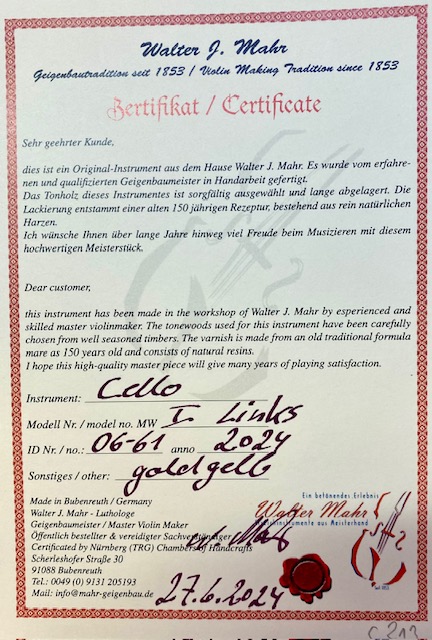 Walter J. Mahr
Geigenbautradition seit 1853 / Violin Making Tradition since 1853
Zertifikat / Certificate
Sehr geehrter Kunde,
dies ist ein Original-Instrument aus dem Hause Walter J. Mahr. Es wurde vom erfahre-
nen und qualifizierten Geigenbaumeister in Handarbeit gefertigt.
Das Tonholz dieses Instrumentes ist sorgfältig ausgewählt und lange abgelagert. Die
Lackierung entstammt einer alten 150 jährigen Rezeptur, bestehend aus rein natürlichen
Harzen.
Ich wünsche Ihnen über lange Jahre hinweg viel Freude beim Musizieren mit diesem
hochwertigen Meisterstück.
Dear customer,
this instrument has been made in the workshop of Walter J. Mahr by esperienced and
skilled master violinmaker. The tonewoods used for this instrument have been carefully
chosen from well seasoned timbers. The varnish is made from an old traditional formula
mare as 150 years old and consists of natural resins.
I hope this high-quality master piece will give many years of playing satisfaction.
Instrument: Cello
Modell Nr. / model no. MW I. Links
ID Nr. / no.: 06-61 anno 2024
Sonstiges / other: goldgelb
Made in Bubenreuth / Germany
Walter J. Mahr - Luthologe
Geigenbaumeister / Master Violin Maker
Öffentlich bestellter & vereidigter Sachverständiger
Certificated by Nürnberg (TRG) Chambers of Handcrafts
Scherleshofer Straße 30
91088 Bubenreuth
Tel.: 0049 (0) 9131 205193
Mail: info@mahr-geigenbau.de
27.6.2024
Ein betönendes Erlebnis
Walter Mahr
aus Meisterhand
seit 1853